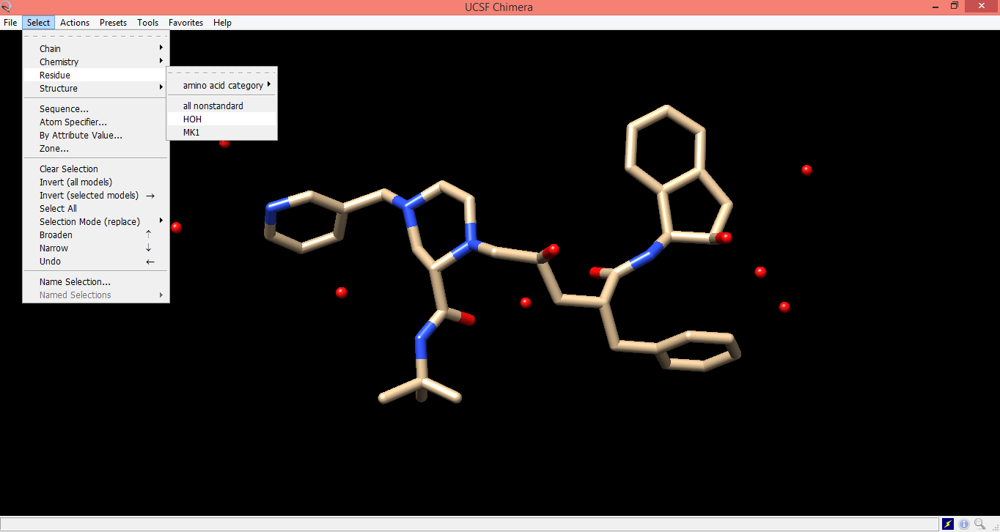 UCSF Chimera
File Select Actions Presets Tools Favorites Help
Chain
Chemistry
Residue
Structure
Sequence...
Atom Specifier...
By Attribute Value...
Zone...
Clear Selection
Invert (all models)
Invert (selected models) →
Select All
Selection Mode (replace)
Broaden ↑
Narrow ↓
Undo ←
Name Selection...
Named Selections
amino acid category
all nonstandard
HOH
MK1